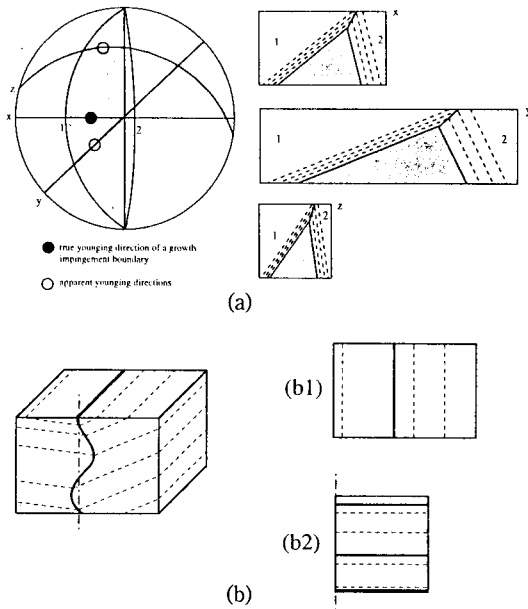 z
x
1
2
y
true younging direction of a growth
impingement boundary
apparent younging directions
1
2
x
1
2
1
2
z
(a)
(b)
(b1)
(b2)